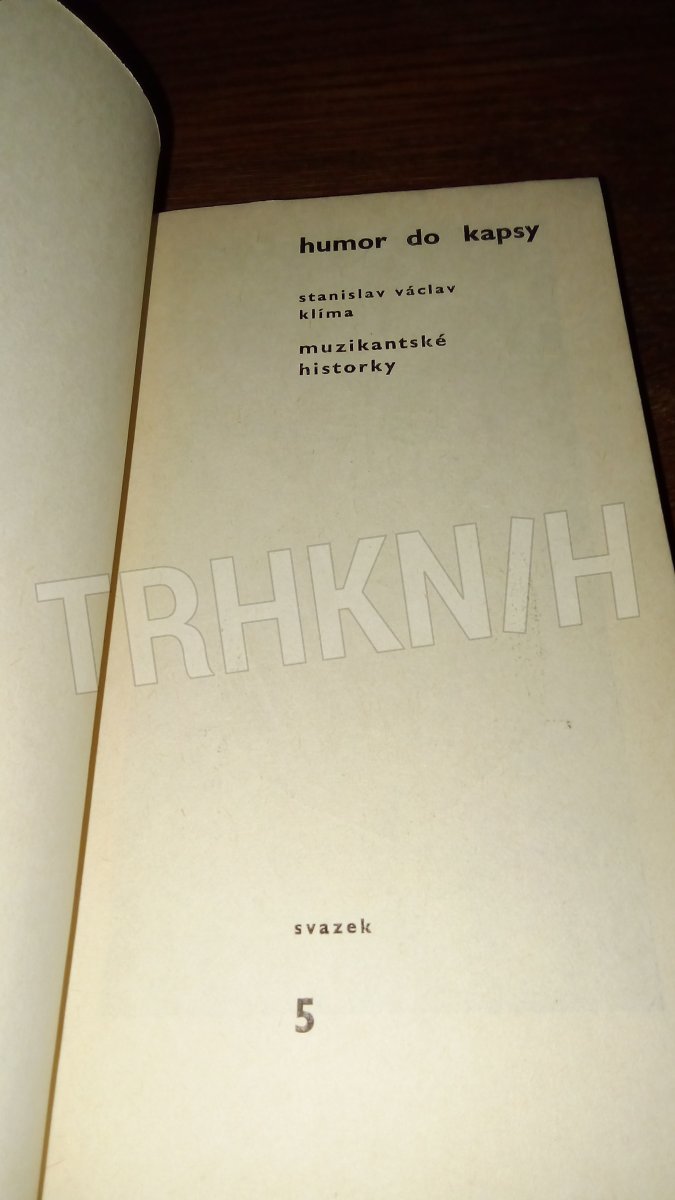 humor do kapsy
stanislav václav
klíma
muzikantské
historky
TRHKNIH
svazek
5